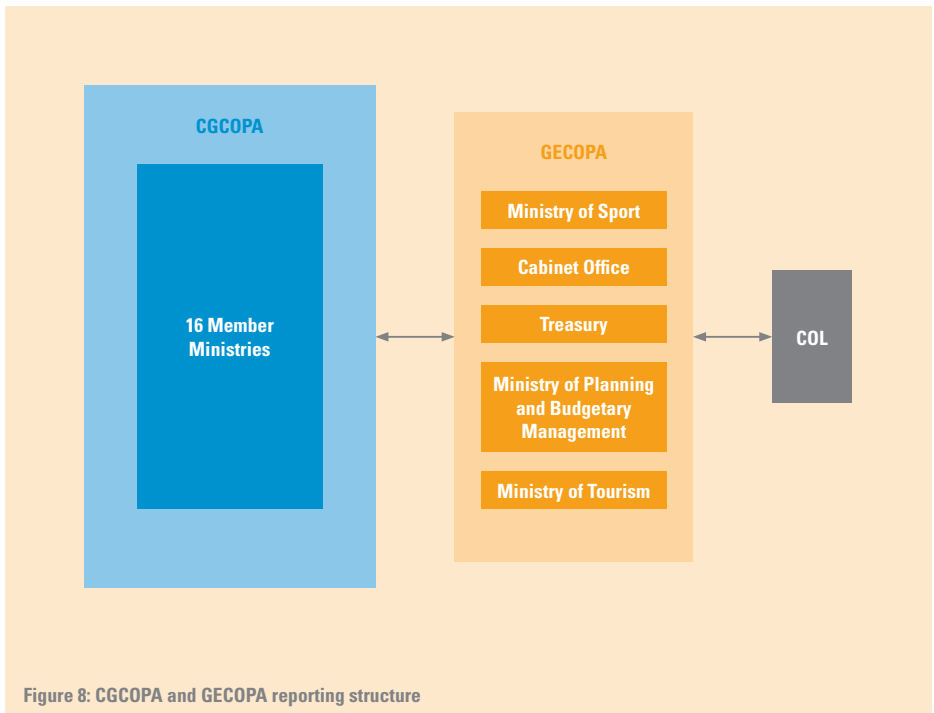 CGCOPA
16 Member
Ministries
GECOPA
Ministry of Sport
Cabinet Office
Treasury
Ministry of Planning
and Budgetary
Management
Ministry of Tourism
COL
Figure 8: CGCOPA and GECOPA reporting structure